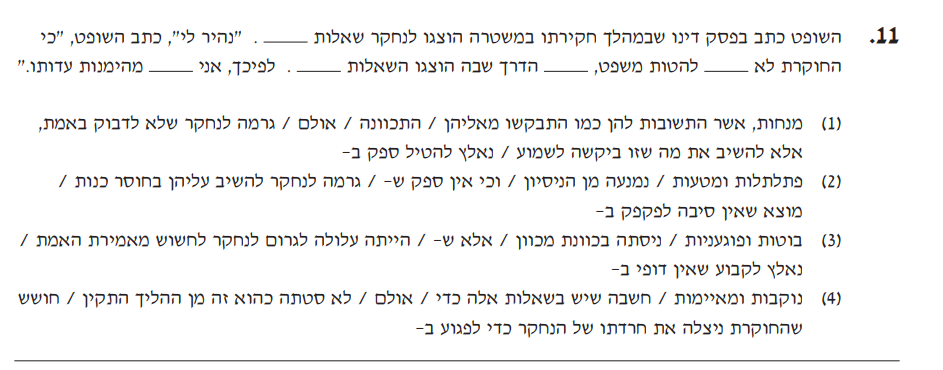 11. השופט כתב בפסק דינו שבמהלך חקירתו במשטרה הוצגו לנחקר שאלות _____ . "נהיר לי", כתב השופט, "כי
החוקרת לא _____ להטות משפט, _____ הדרך שבה הוצגו השאלות _____ . לפיכך, אני _____ מהימנות עדותו."
(1) מנחות, אשר התשובות להן כמו התבקשו מאליהן / התכוונה / אולם / גרמה לנחקר שלא לדבוק באמת,
אלא להשיב את מה שזו ביקשה לשמוע / נאלץ להטיל ספק ב-
(2) פתלתלות ומטעות / נמנעה מן הניסיון / וכי אין ספק ש- / גרמה לנחקר להשיב עליהן בחוסר כנות /
מוצא שאין סיבה לפקפק ב-
(3) בוטות ופוגעניות / ניסתה בכוונת מכוון / אלא ש- / הייתה עלולה לגרום לנחקר לחשוש מאמירת האמת /
נאלץ לקבוע שאין דופי ב-
(4) נוקבות ומאיימות / חשבה שיש בשאלות אלה כדי / אולם / לא סטתה כהוא זה מן ההליך התקין / חושש
שהחוקרת ניצלה את חרדתו של הנחקר כדי לפגוע ב-